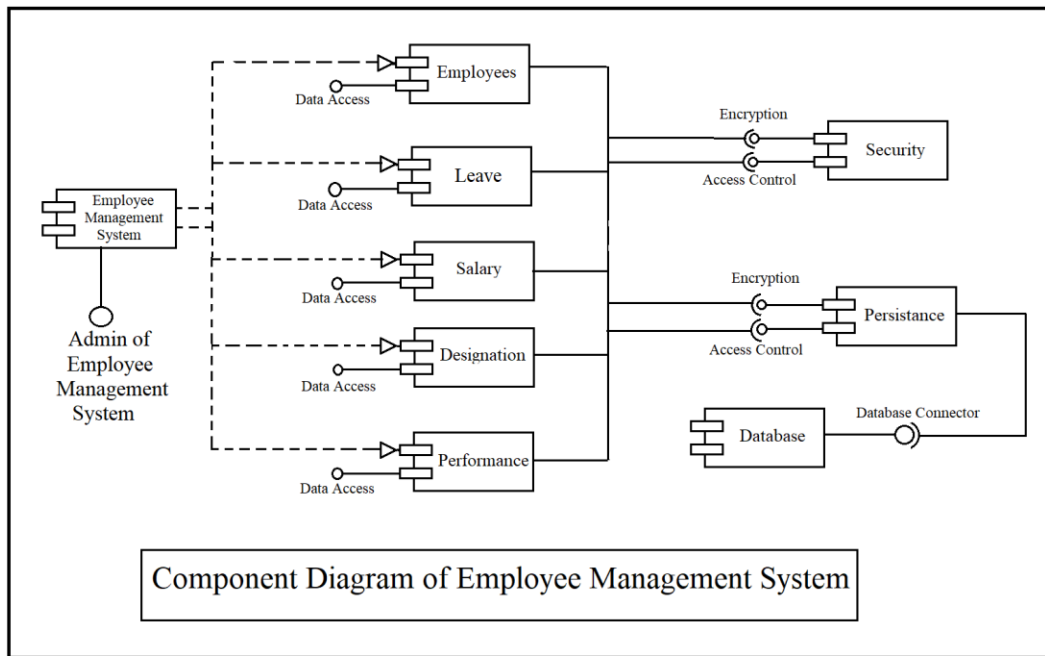 Employees
Data Access
Encryption
Security
Access Control
Leave
Data Access
Employee
Management
System
Salary
Data Access
Encryption
Persistance
Access Control
Admin of
Employee
Management
System
Designation
Data Access
Database Connector
Database
Performance
Data Access
Component Diagram of Employee Management System